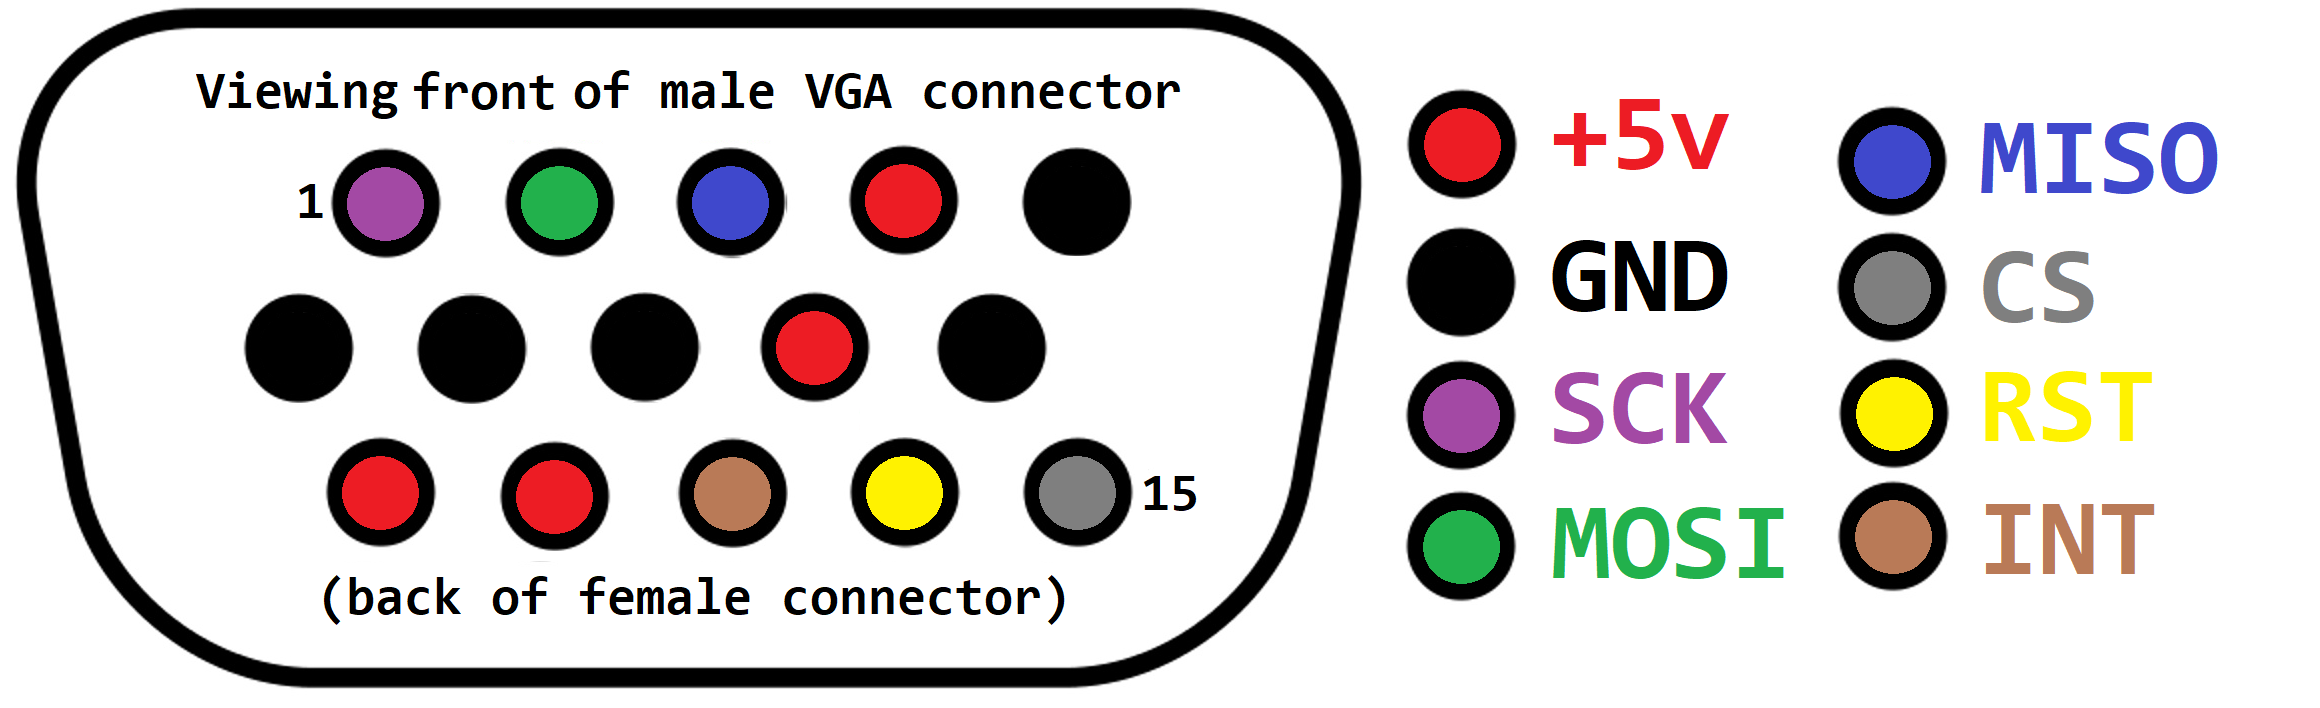 Viewing front of male VGA connector
1
15
(back of female connector)
+5v
GND
SCK
MOSI
MISO
CS
RST
INT